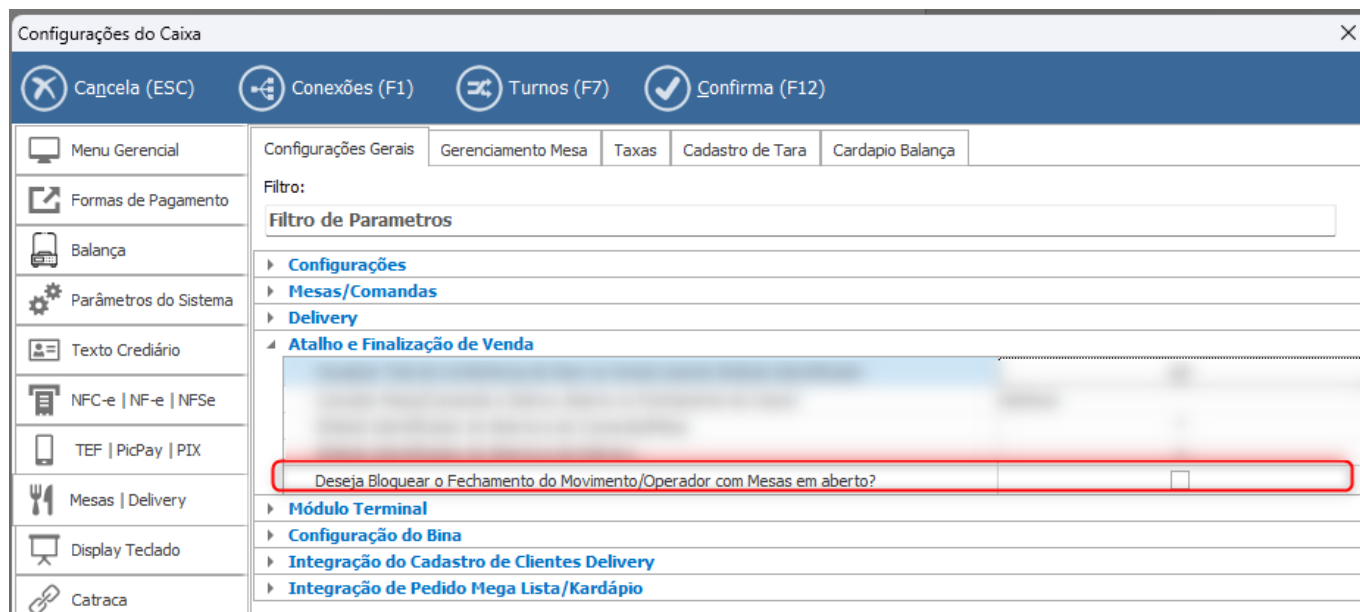 Configurações do Caixa
Cancela (ESC) Conexões (F1) Turnos (F7) Confirma (F12)
Menu Gerencial
Formas de Pagamento
Balança
Parâmetros do Sistema
Texto Crediário
NFC-e | NF-e | NFSe
TEF | PicPay | PIX
Mesas | Delivery
Display Teclado
Catraca
Configurações Gerais Gerenciamento Mesa Taxas Cadastro de Tara Cardapio Balança
Filtro:
Filtro de Parametros
Configurações
Mesas/Comandas
Delivery
Atalho e Finalização de Venda
Deseja Bloquear o Fechamento do Movimento/Operador com Mesas em aberto?
Módulo Terminal
Configuração do Bina
Integração do Cadastro de Clientes Delivery
Integração de Pedido Mega Lista/Kardápio